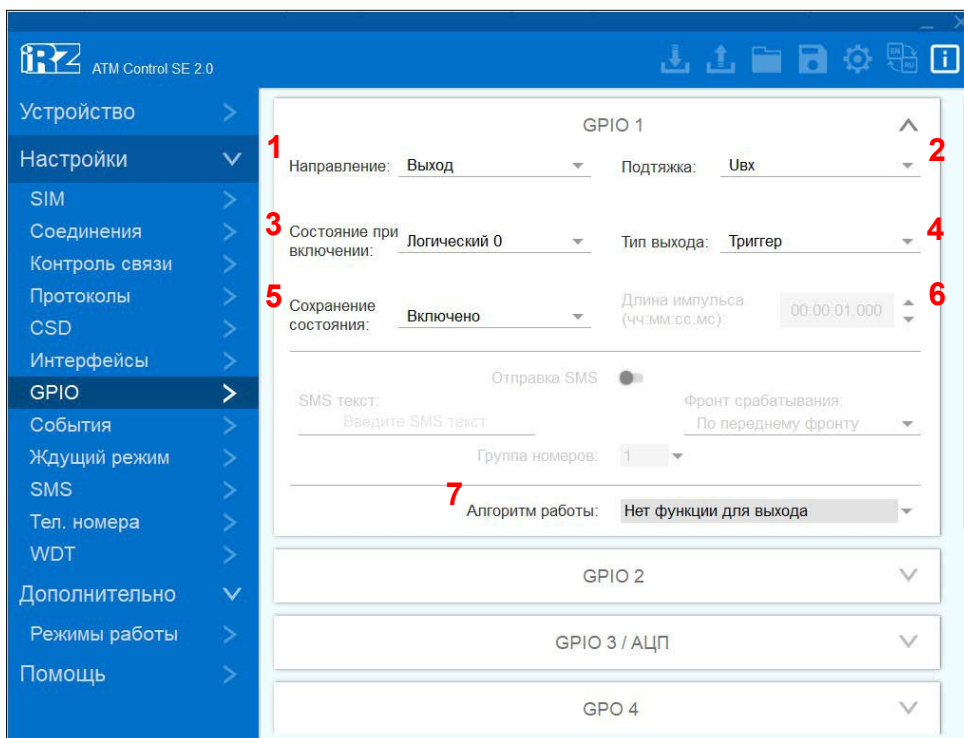 iRZ ATM Control SE 2.0
EN RU i
Устройство
Настройки
SIM
Соединения
Контроль связи
Протоколы
CSD
Интерфейсы
GPIO
События
Ждущий режим
SMS
Тел. номера
WDT
Дополнительно
Режимы работы
Помощь
GPIO 1
1 Направление: Выход
Подтяжка: Uвх 2
3 Состояние при включении: Логический 0
Тип выхода: Триггер 4
5 Сохранение состояния: Включено
Длина импульса (чч:мм:сс.мс): 00:00:01.000 6
Отправка SMS
SMS текст:
Введите SMS текст
Фронт срабатывания:
По переднему фронту
Группа номеров: 1
7 Алгоритм работы: Нет функции для выхода
GPIO 2
GPIO 3 / АЦП
GPO 4